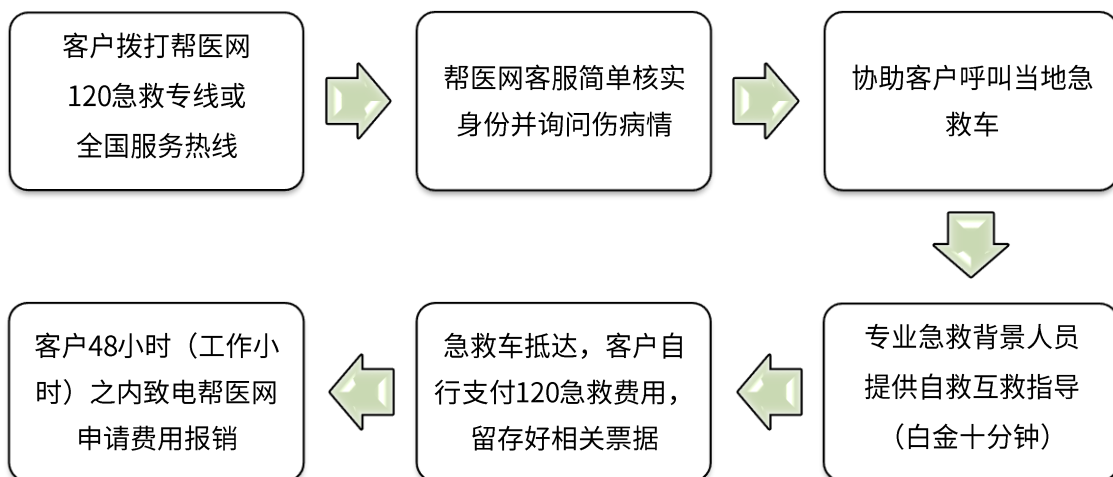 客户拨打帮医网
120急救专线或
全国服务热线
帮医网客服简单核实
身份并询问伤病情
协助客户呼叫当地急
救车
专业急救背景人员
提供自救互救指导
（白金十分钟）
急救车抵达，客户自
行支付120急救费用，
留存好相关票据
客户48小时（工作小
时）之内致电帮医网
申请费用报销